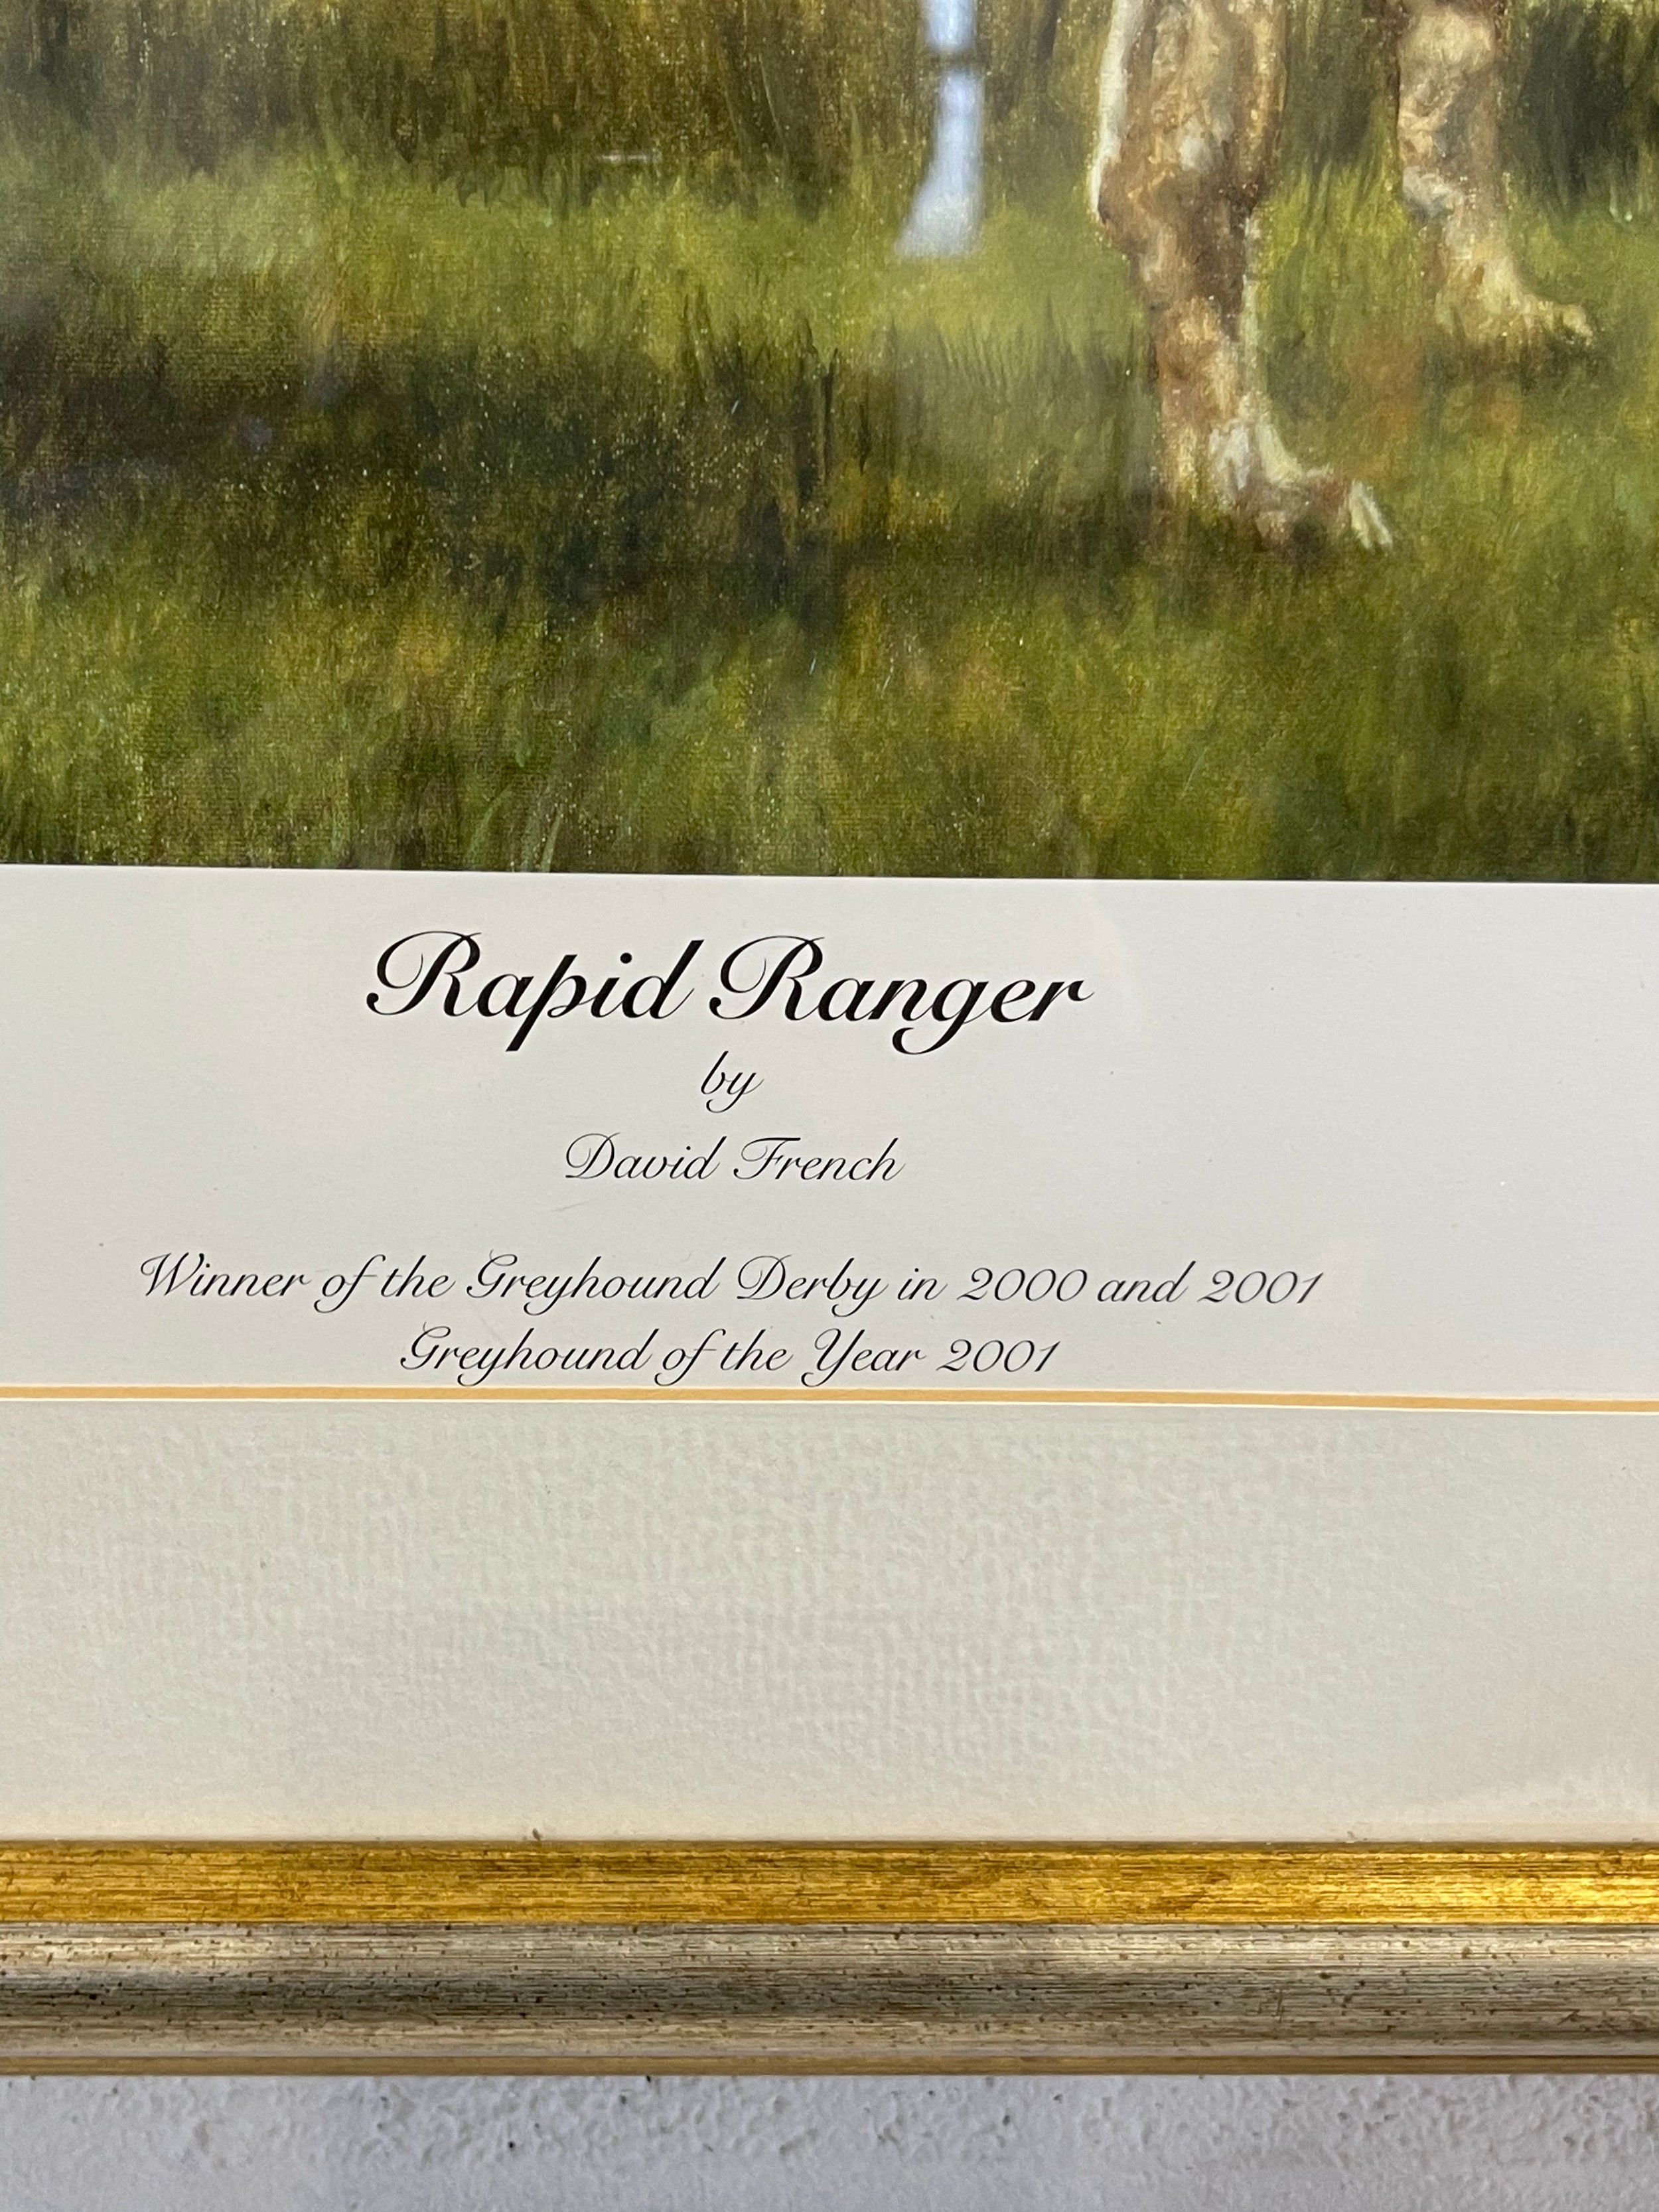 Rapid Ranger
by
David French
Winner of the Greyhound Derby in 2000 and 2001
Greyhound of the Year 2001